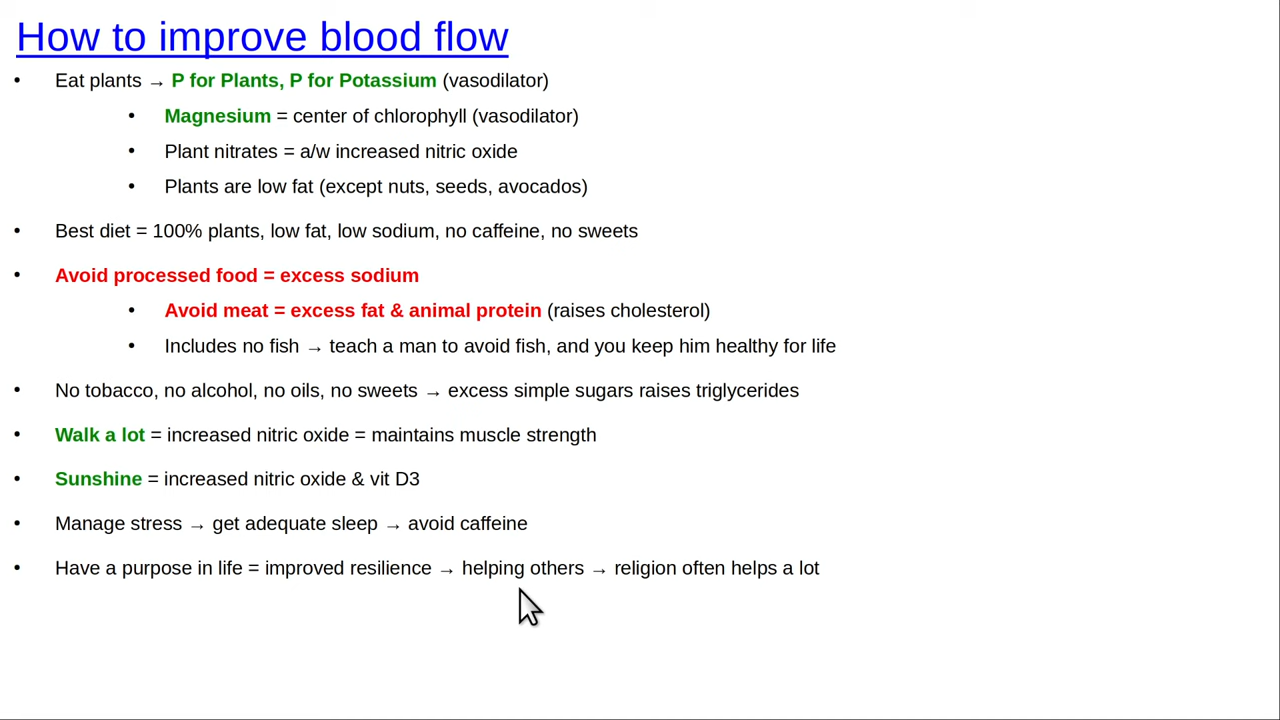 How to improve blood flow
• Eat plants → P for Plants, P for Potassium (vasodilator)
• Magnesium = center of chlorophyll (vasodilator)
• Plant nitrates = a/w increased nitric oxide
• Plants are low fat (except nuts, seeds, avocados)
• Best diet = 100% plants, low fat, low sodium, no caffeine, no sweets
• Avoid processed food = excess sodium
• Avoid meat = excess fat & animal protein (raises cholesterol)
• Includes no fish → teach a man to avoid fish, and you keep him healthy for life
• No tobacco, no alcohol, no oils, no sweets → excess simple sugars raises triglycerides
• Walk a lot = increased nitric oxide = maintains muscle strength
• Sunshine = increased nitric oxide & vit D3
• Manage stress → get adequate sleep → avoid caffeine
• Have a purpose in life = improved resilience → helping others → religion often helps a lot